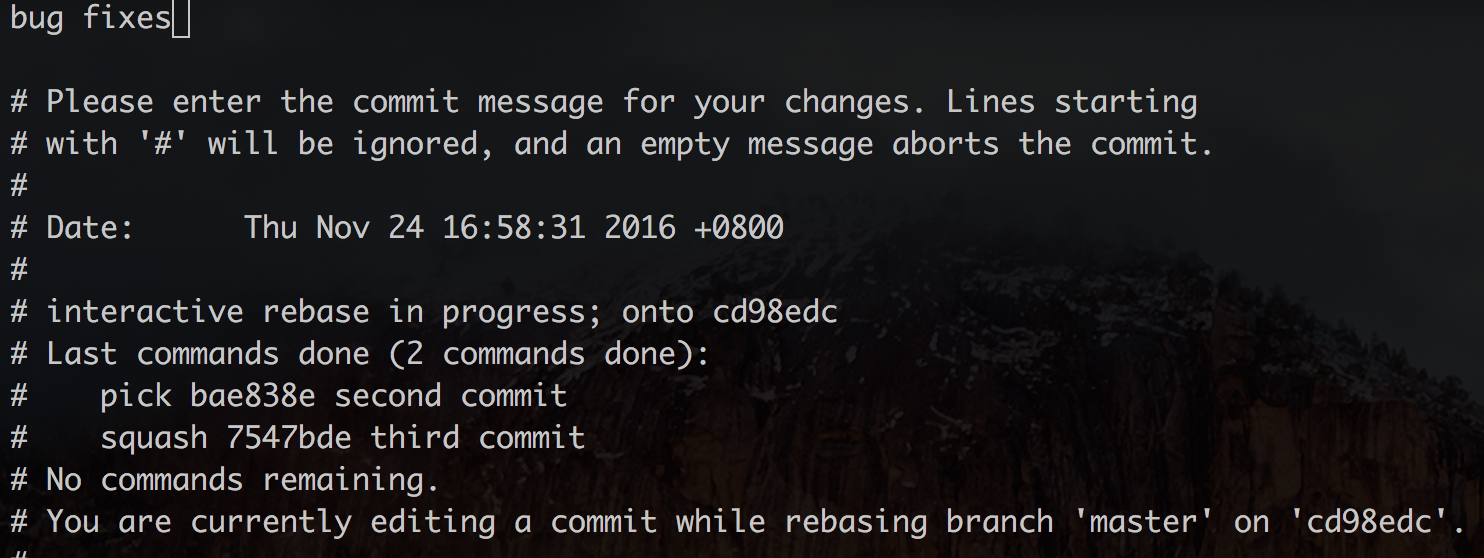 bug fixes
# Please enter the commit message for your changes. Lines starting
# with '#' will be ignored, and an empty message aborts the commit.
#
# Date:      Thu Nov 24 16:58:31 2016 +0800
#
# interactive rebase in progress; onto cd98edc
# Last commands done (2 commands done):
#    pick bae838e second commit
#    squash 7547bde third commit
# No commands remaining.
# You are currently editing a commit while rebasing branch 'master' on 'cd98edc'.
#